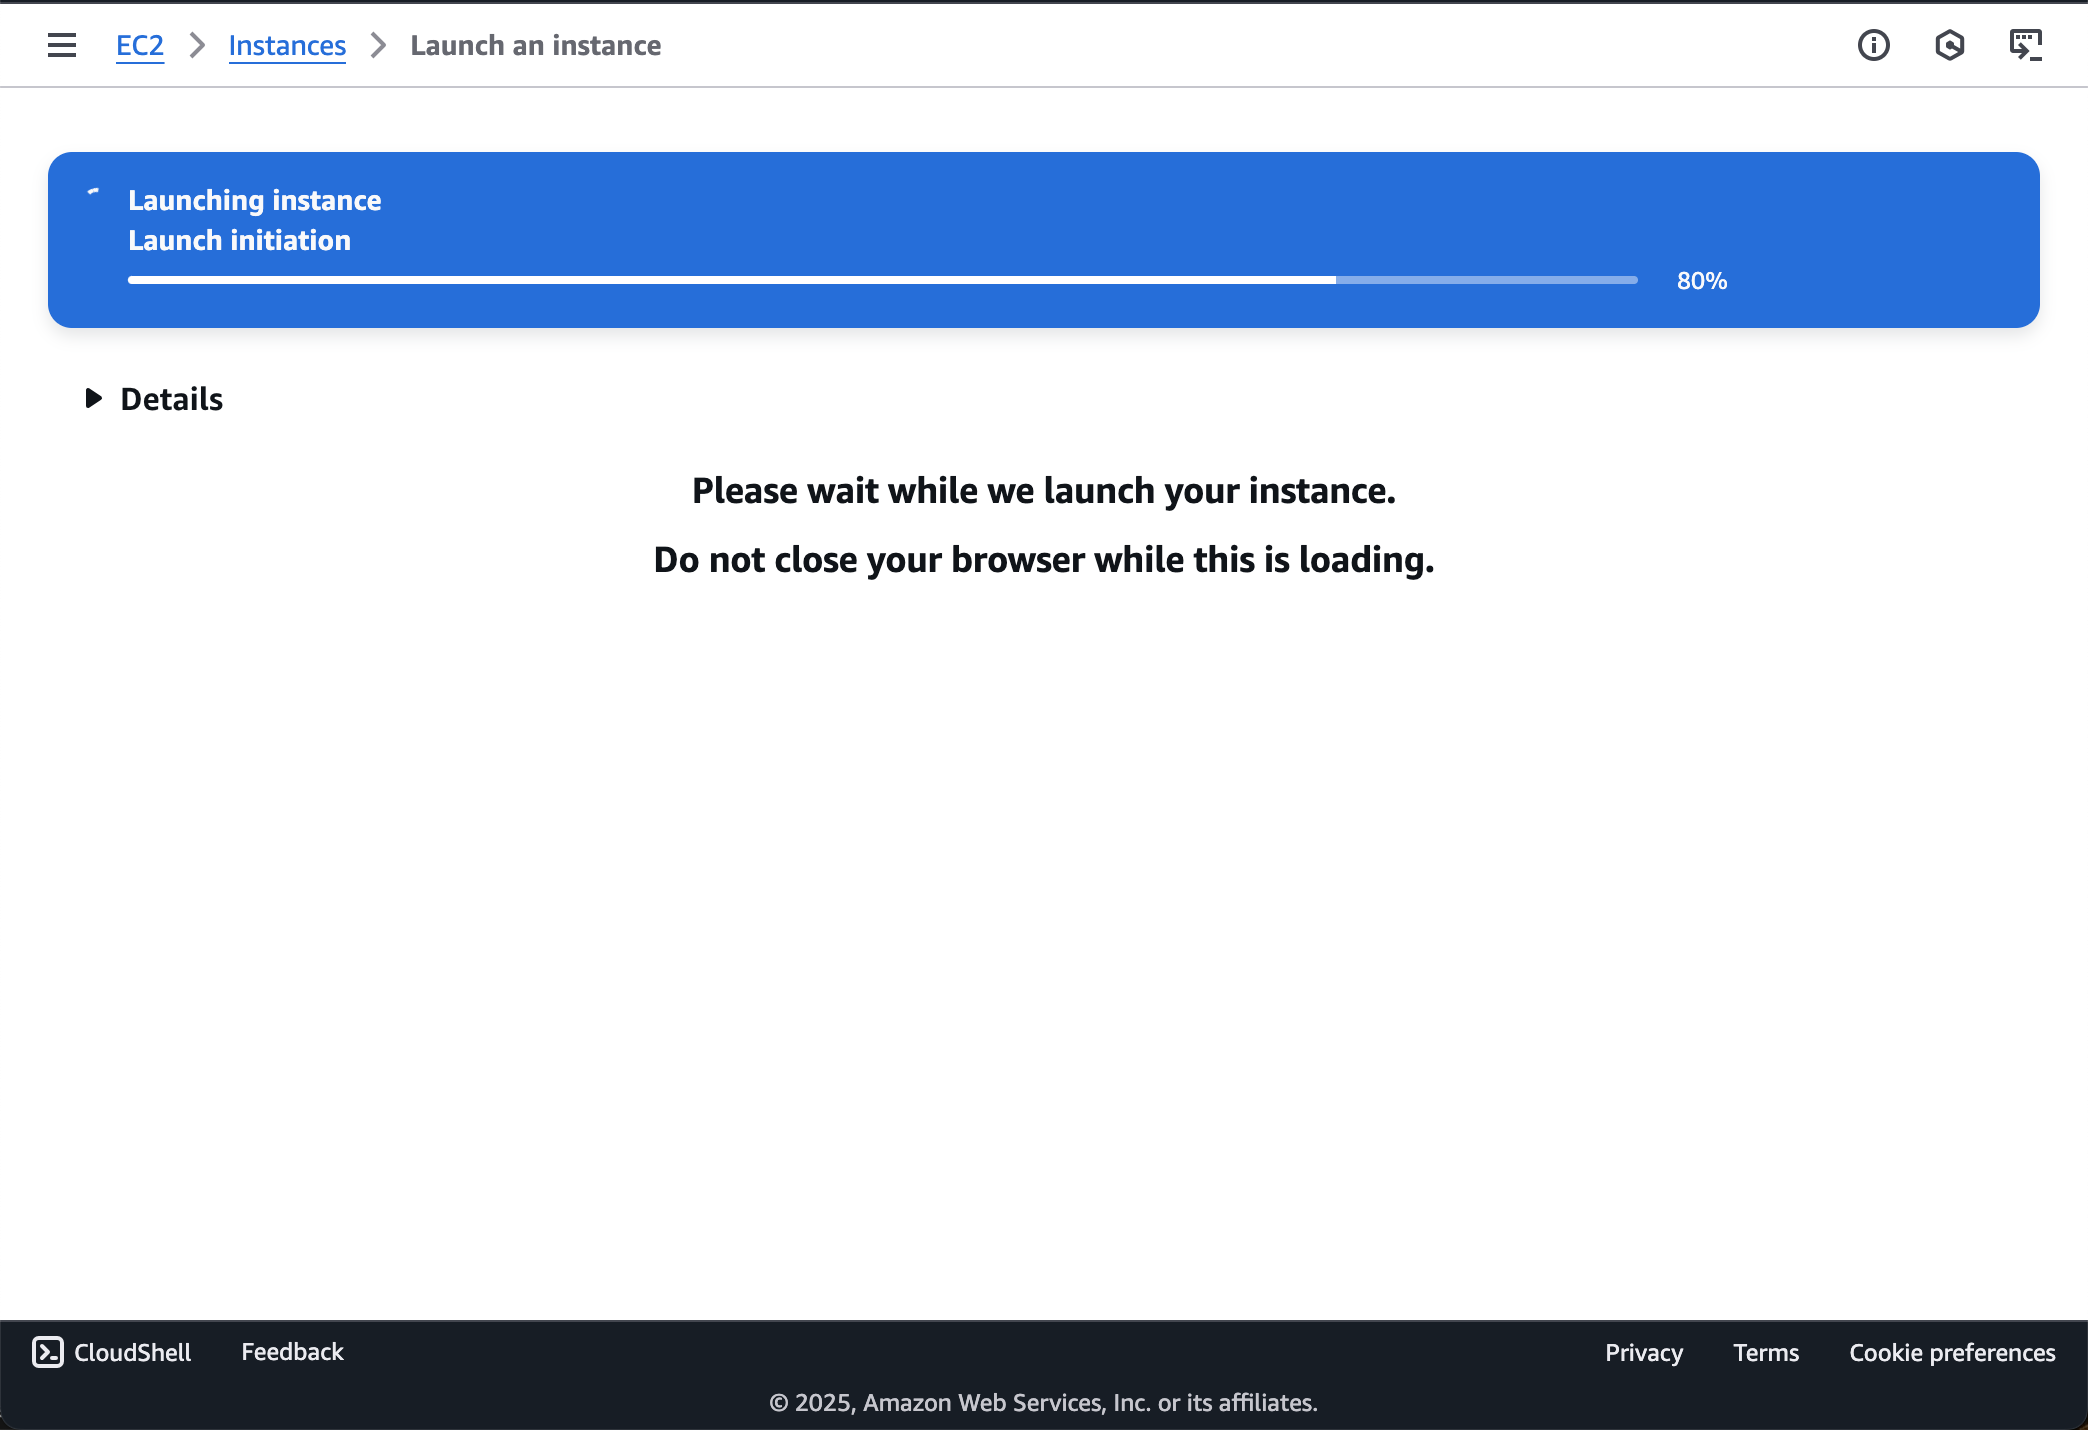 EC2 Instances Launch an instance
Launching instance
Launch initiation
80%
Details
Please wait while we launch your instance.
Do not close your browser while this is loading.
CloudShell Feedback Privacy Terms Cookie preferences
© 2025, Amazon Web Services, Inc. or its affiliates.